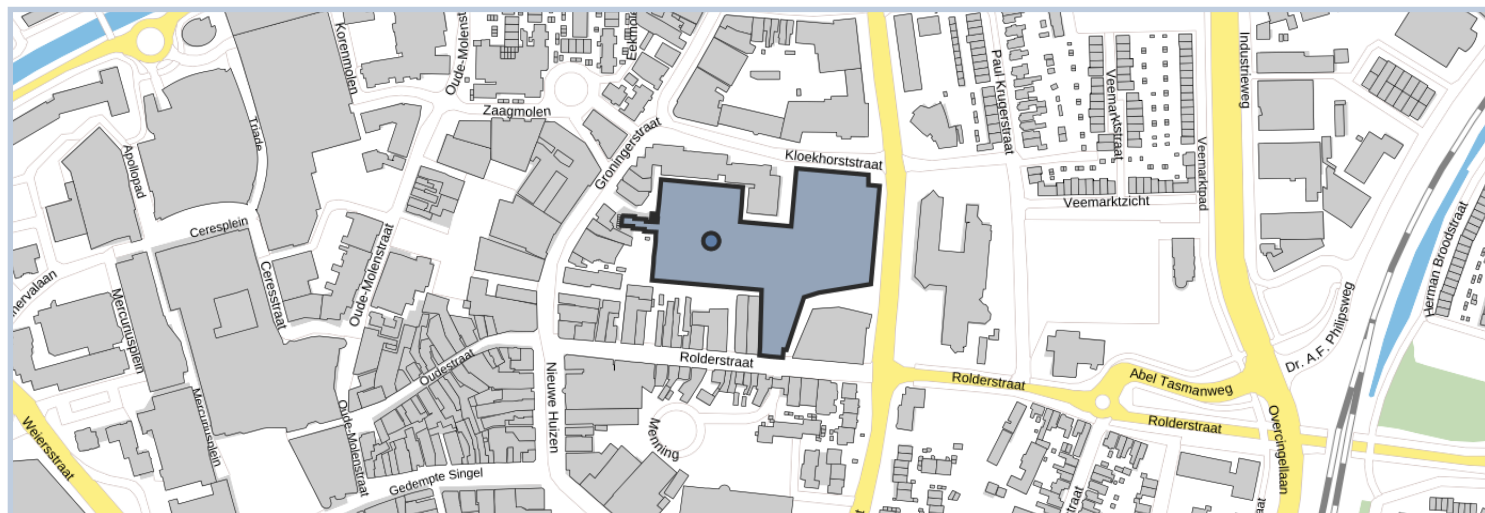 Korenmolen
Oude-Molenstraat
Zaagmolen
Groningerstraat
Kloekhorststraat
Paul Krugerstraat
Veemarktstraat
Industrieweg
Veemarktpad
Veemarktzicht
Triade
Apollopad
Ceresplein
Ceresstraat
Oude-Molenstraat
Mercuriusplein
Mercuriusplein
Oudestraat
Oude-Molenstraat
Gedempte Singel
Nieuwe Huizen
Menning
Rolderstraat
Rolderstraat
Abel Tasmanweg
Rolderstraat
Overcingellaan
Dr. A.F. Philipsweg
Herman Broodstraat
Weiersstraat